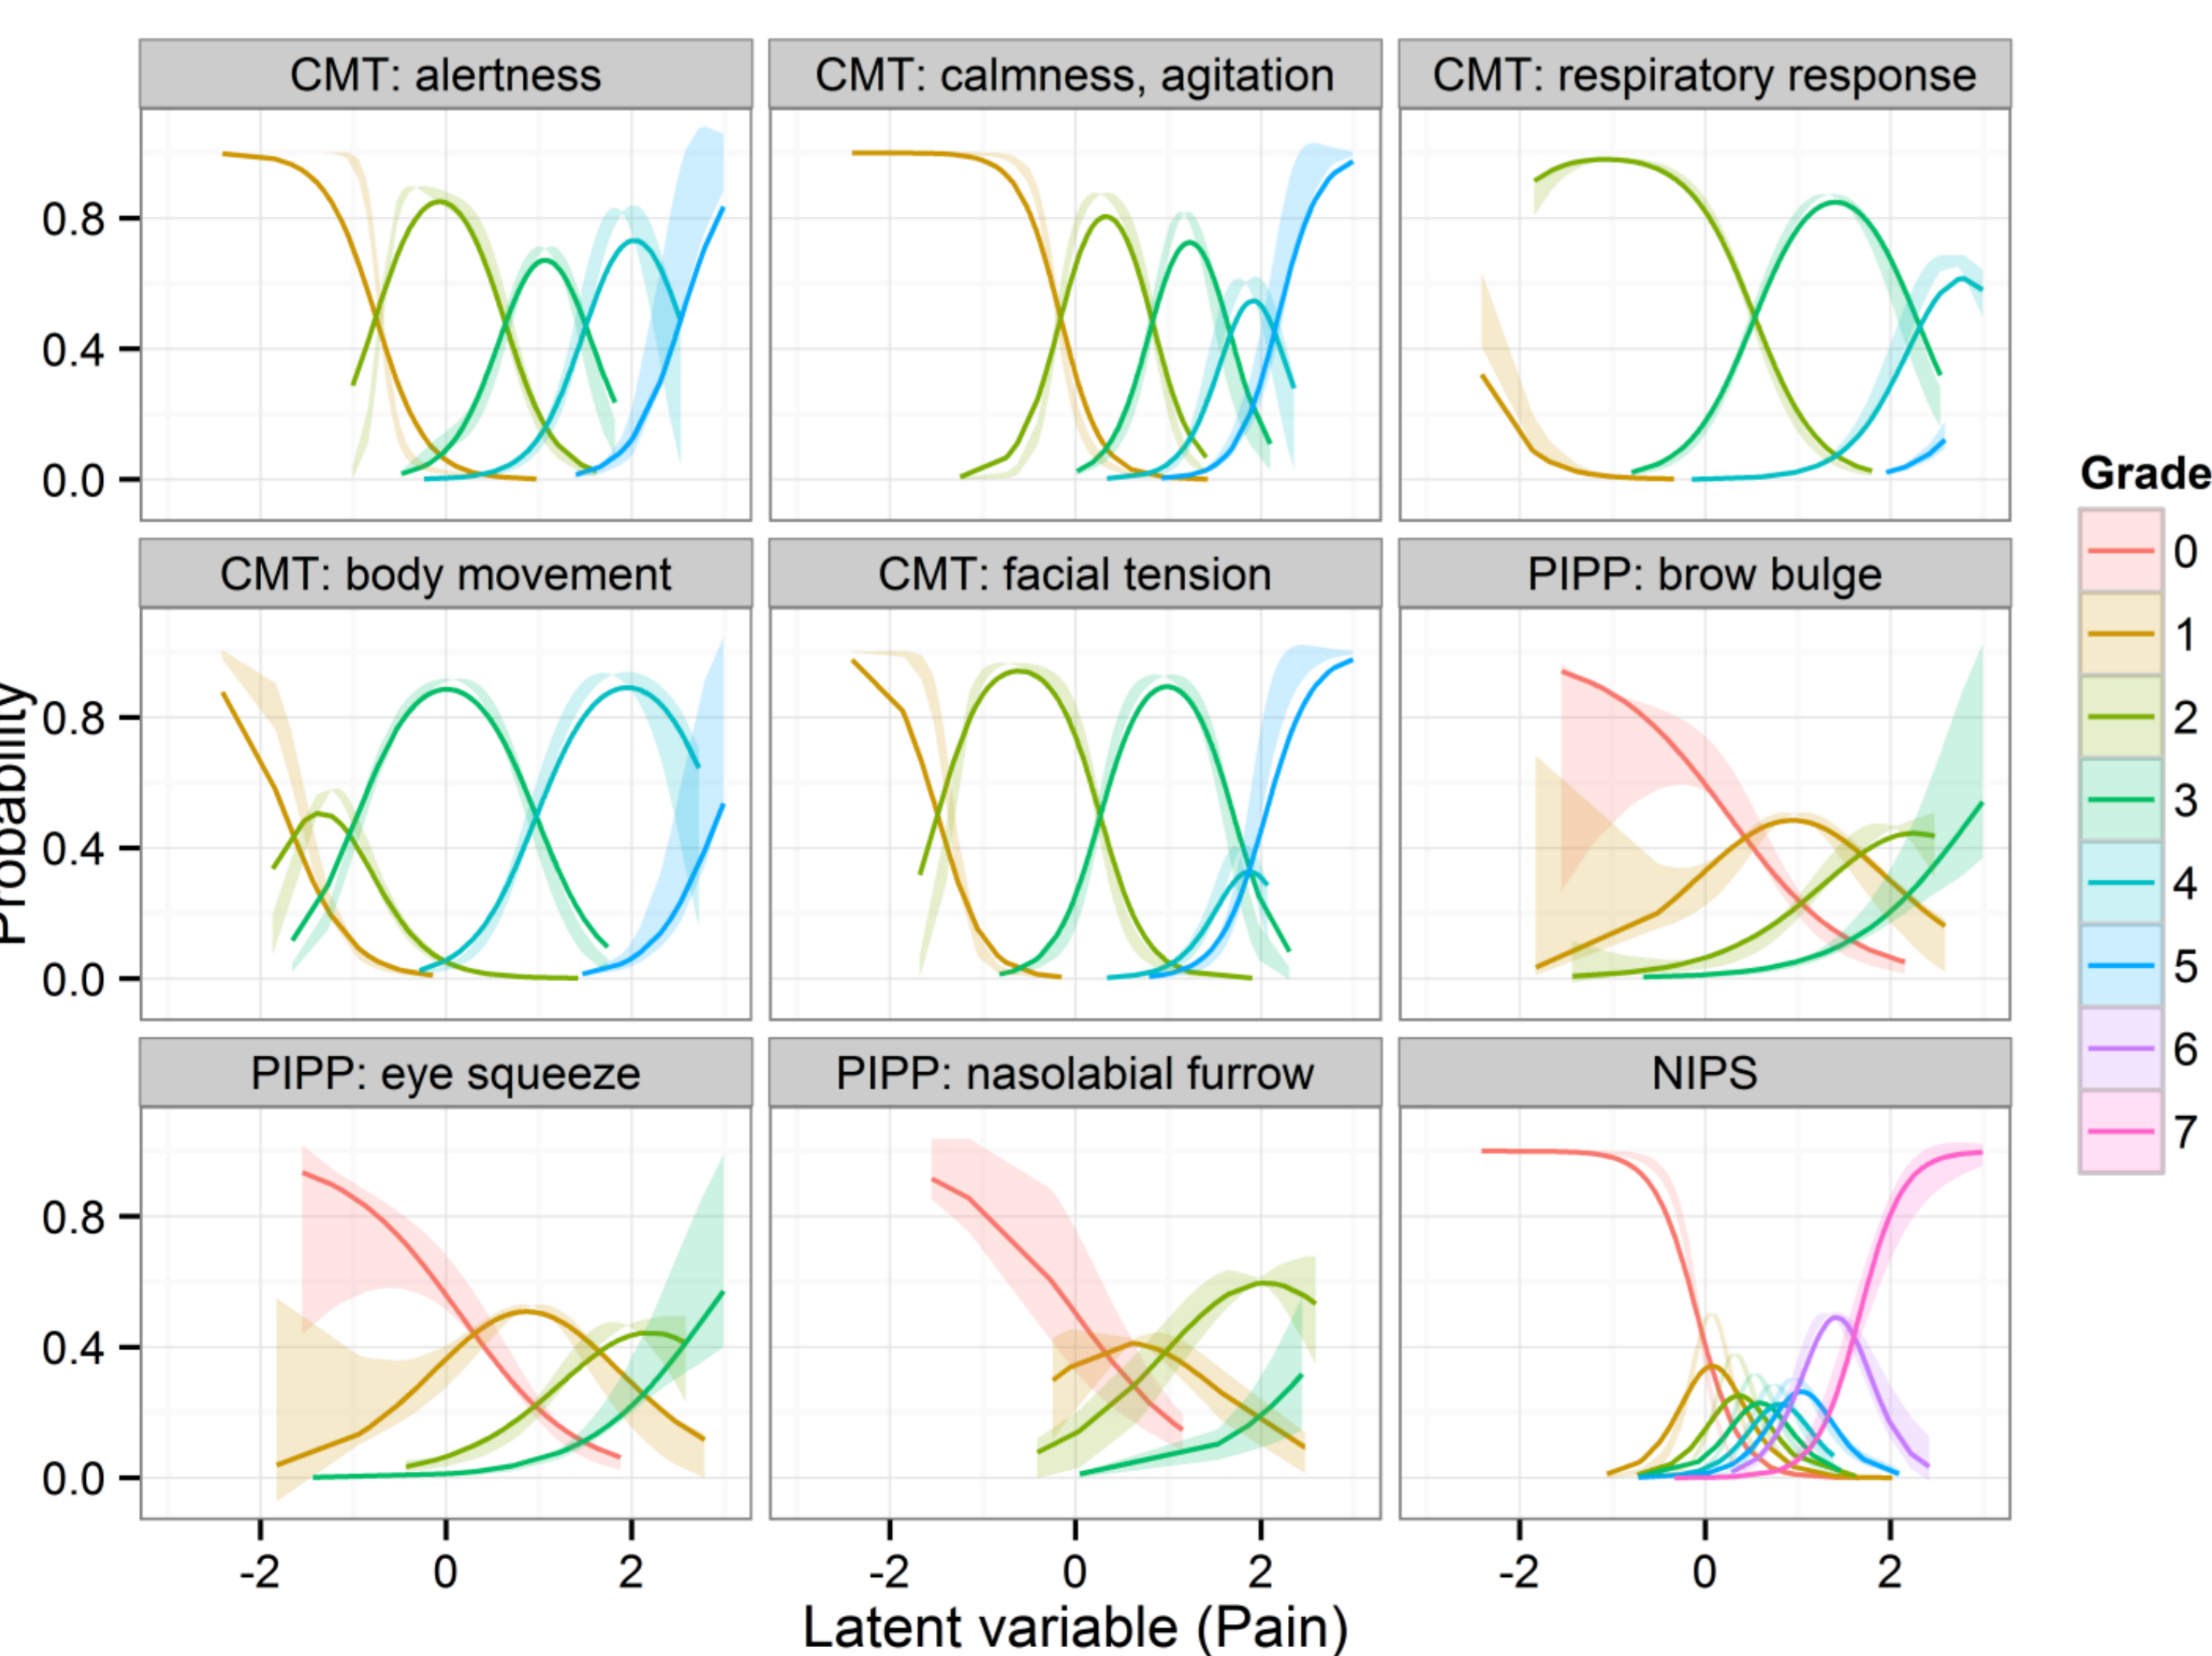 CMT: alertness
CMT: calmness, agitation
CMT: respiratory response
0.8
0.4
0.0
CMT: body movement
CMT: facial tension
PIPP: brow bulge
0.8
0.4
0.0
PIPP: eye squeeze
PIPP: nasolabial furrow
NIPS
0.8
0.4
0.0
-2 0 2
-2 0 2
-2 0 2
Latent variable (Pain)
Probability
Grade
0
1
2
3
4
5
6
7